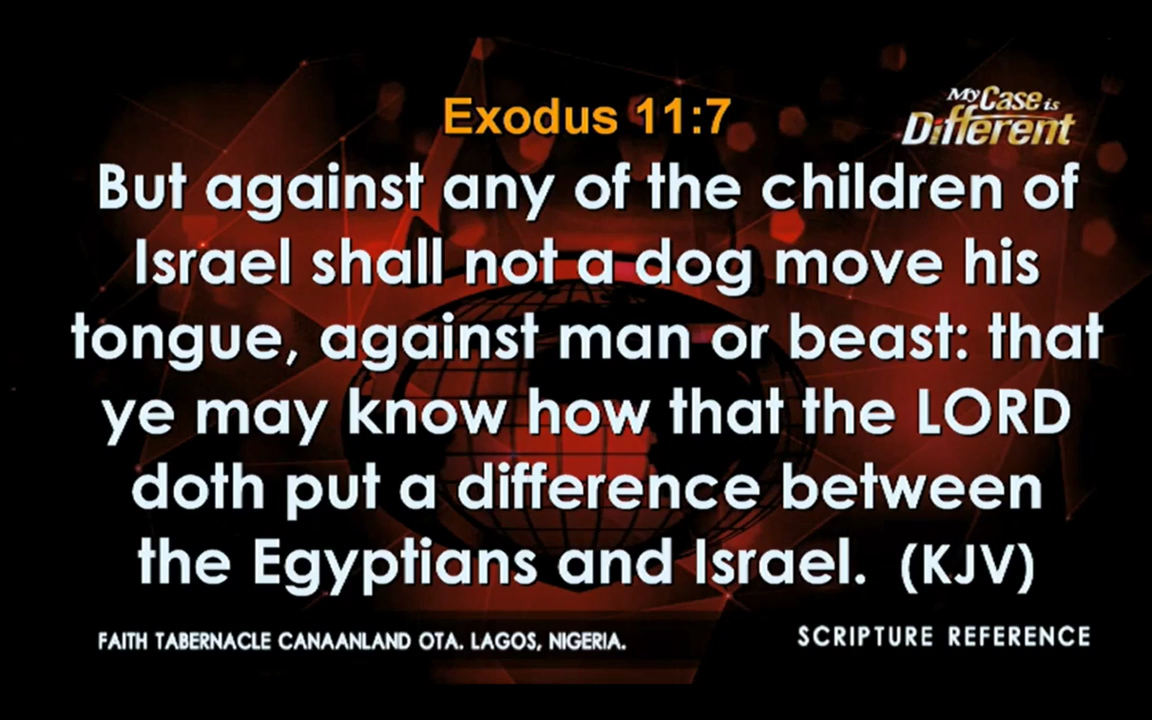 Exodus 11:7
My Case is
Different
But against any of the children of
Israel shall not a dog move his
tongue, against man or beast: that
ye may know how that the LORD
doth put a difference between
the Egyptians and Israel. (KJV)
FAITH TABERNACLE CANAANLAND OTA. LAGOS, NIGERIA.
SCRIPTURE REFERENCE